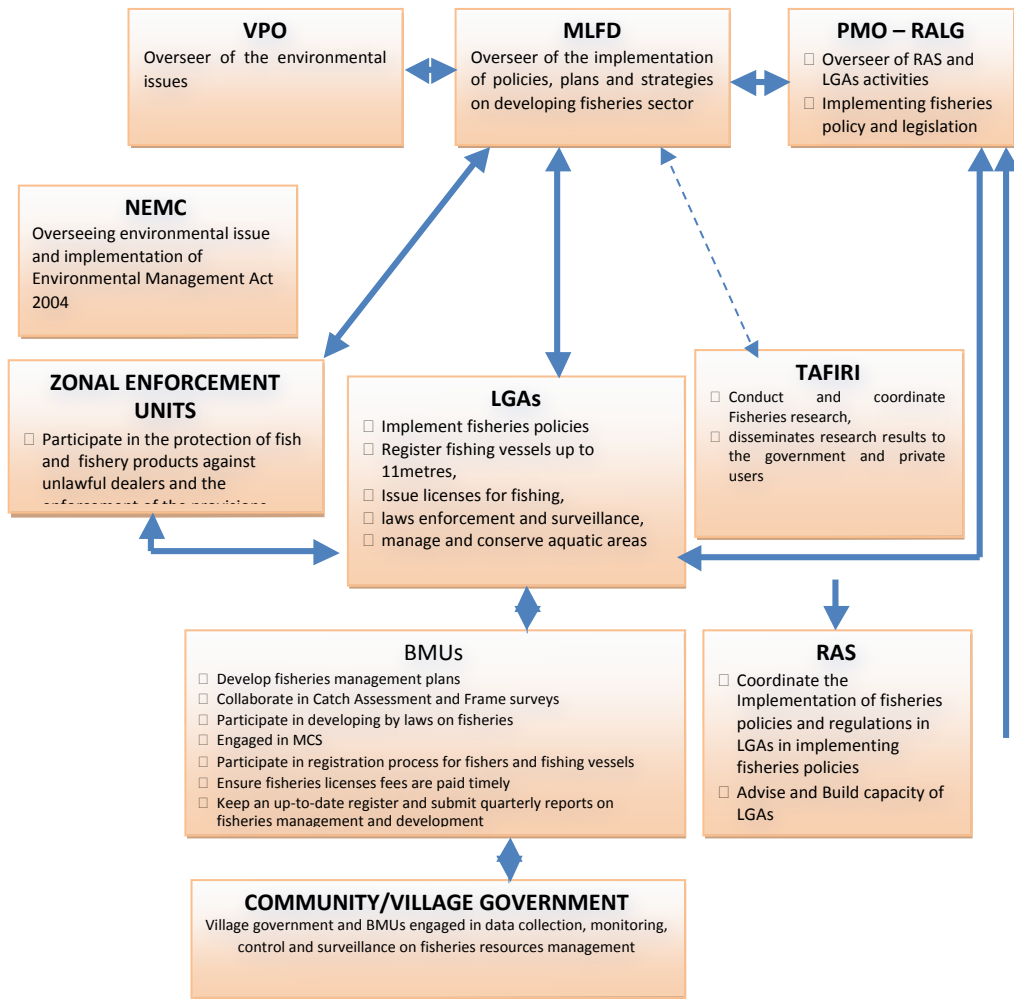 VPO
Overseer of the environmental
issues
MLFD
Overseer of the implementation
of policies, plans and strategies
on developing fisheries sector
PMO – RALG
Overseer of RAS and
LGAs activities
Implementing fisheries
policy and legislation
NEMC
Overseeing environmental issue
and implementation of
Environmental Management Act
2004
ZONAL ENFORCEMENT
UNITS
Participate in the protection of fish
and fishery products against
unlawful dealers and the
enforcement of the provisions
LGAs
Implement fisheries policies
Register fishing vessels up to
11metres,
Issue licenses for fishing,
laws enforcement and surveillance,
manage and conserve aquatic areas
TAFIRI
Conduct and coordinate
Fisheries research,
disseminates research results to
the government and private
users
BMUs
Develop fisheries management plans
Collaborate in Catch Assessment and Frame surveys
Participate in developing by laws on fisheries
Engaged in MCS
Participate in registration process for fishers and fishing vessels
Ensure fisheries licenses fees are paid timely
Keep an up-to-date register and submit quarterly reports on
fisheries management and development
RAS
Coordinate the
Implementation of fisheries
policies and regulations in
LGAs in implementing
fisheries policies
Advise and Build capacity of
LGAs
COMMUNITY/VILLAGE GOVERNMENT
Village government and BMUs engaged in data collection, monitoring,
control and surveillance on fisheries resources management